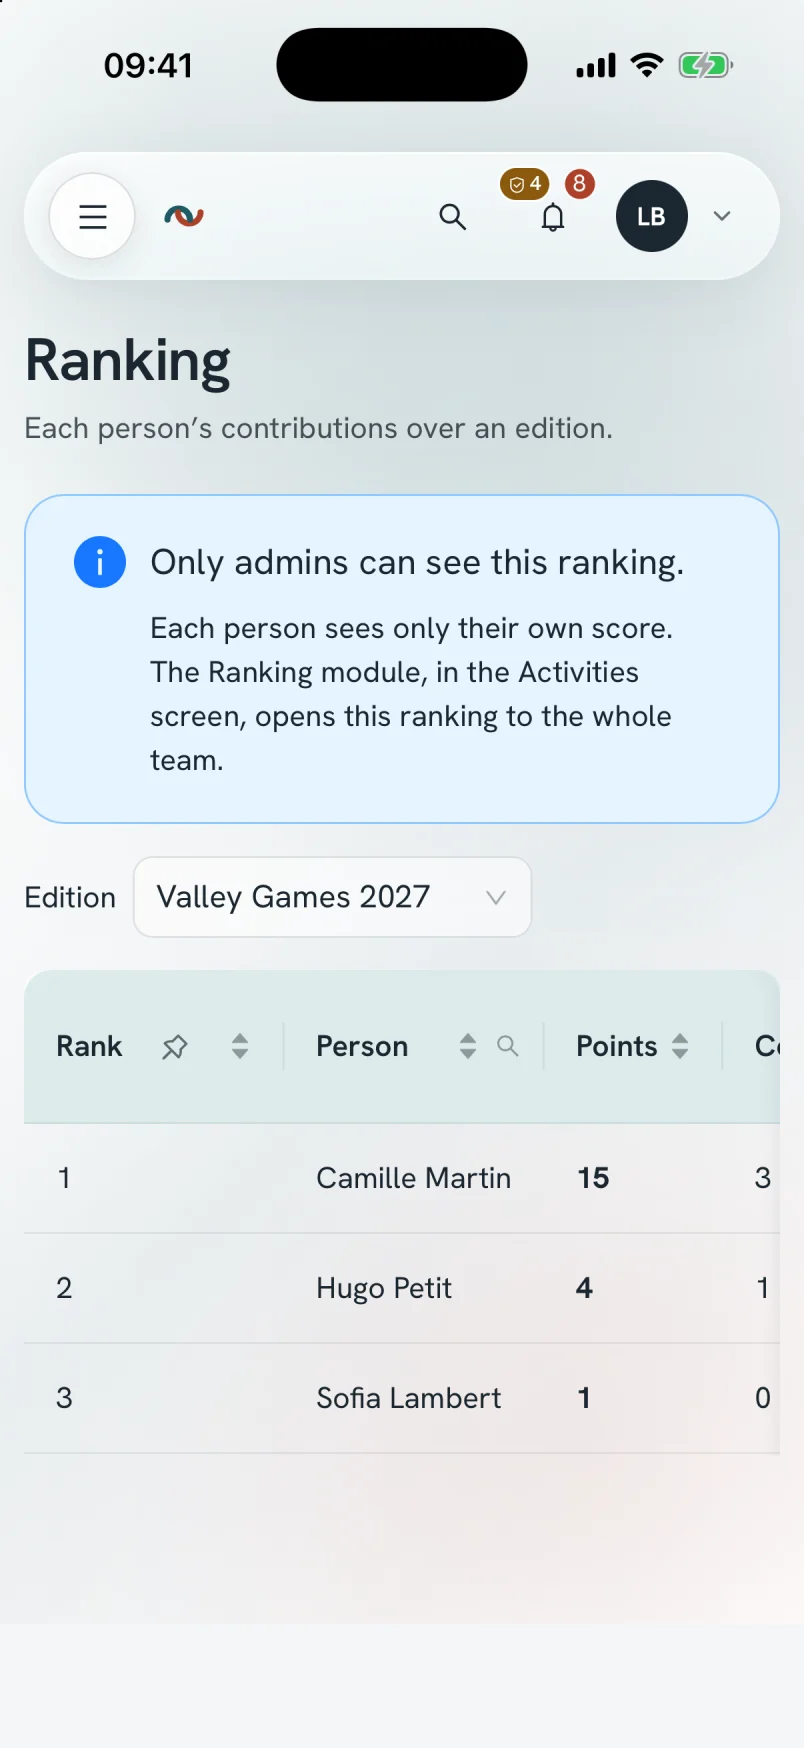 09:41
4
8
LB
Ranking
Each person’s contributions over an edition.
Only admins can see this ranking.
Each person sees only their own score.
The Ranking module, in the Activities
screen, opens this ranking to the whole
team.
Edition Valley Games 2027
Rank Person Points
1 Camille Martin 15 3
2 Hugo Petit 4 1
3 Sofia Lambert 1 0